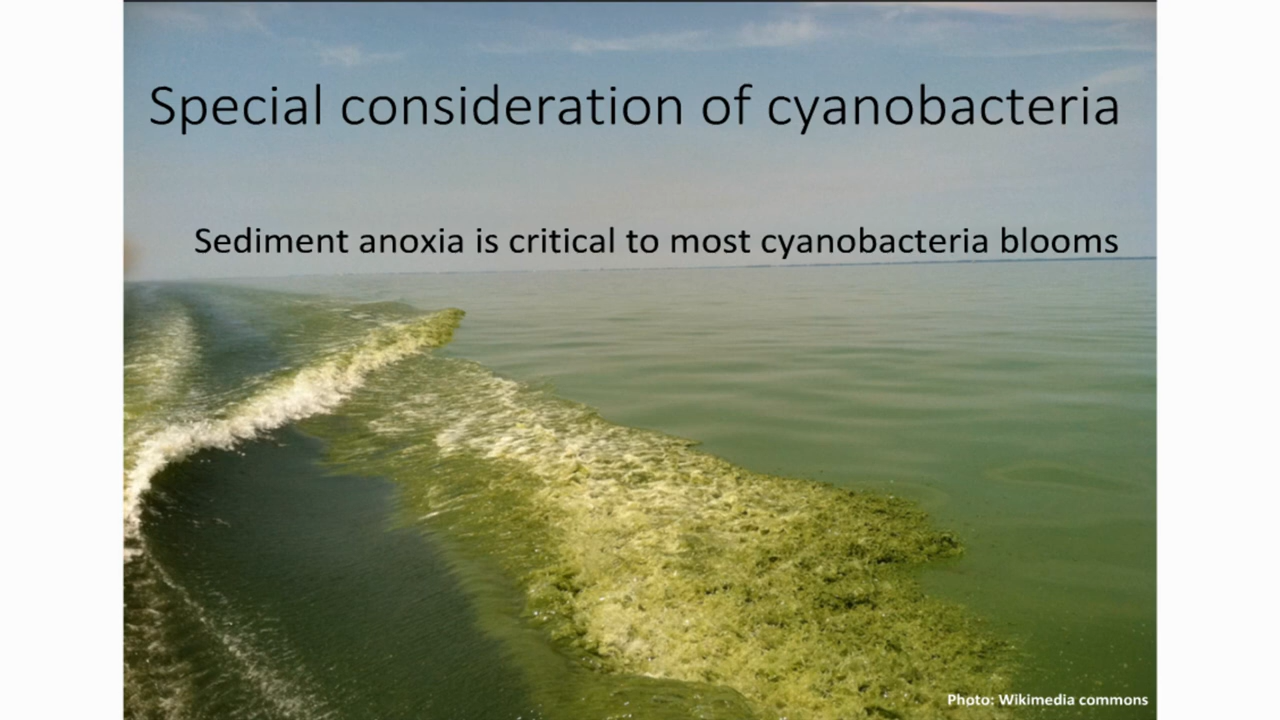 Special consideration of cyanobacteria
Sediment anoxia is critical to most cyanobacteria blooms
Photo: Wikimedia commons